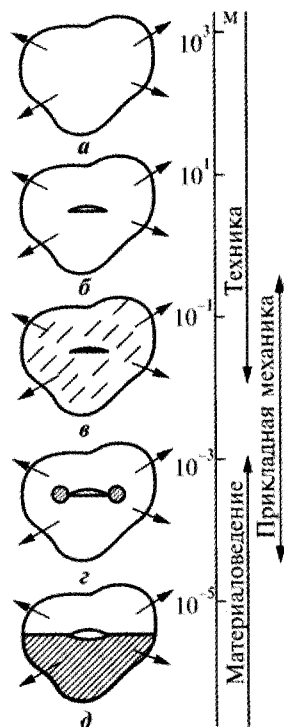 м
10³
а
10¹
б
Техника
10⁻¹
в
Прикладная механика
10⁻³
г
Материаловедение
10⁻⁵
д